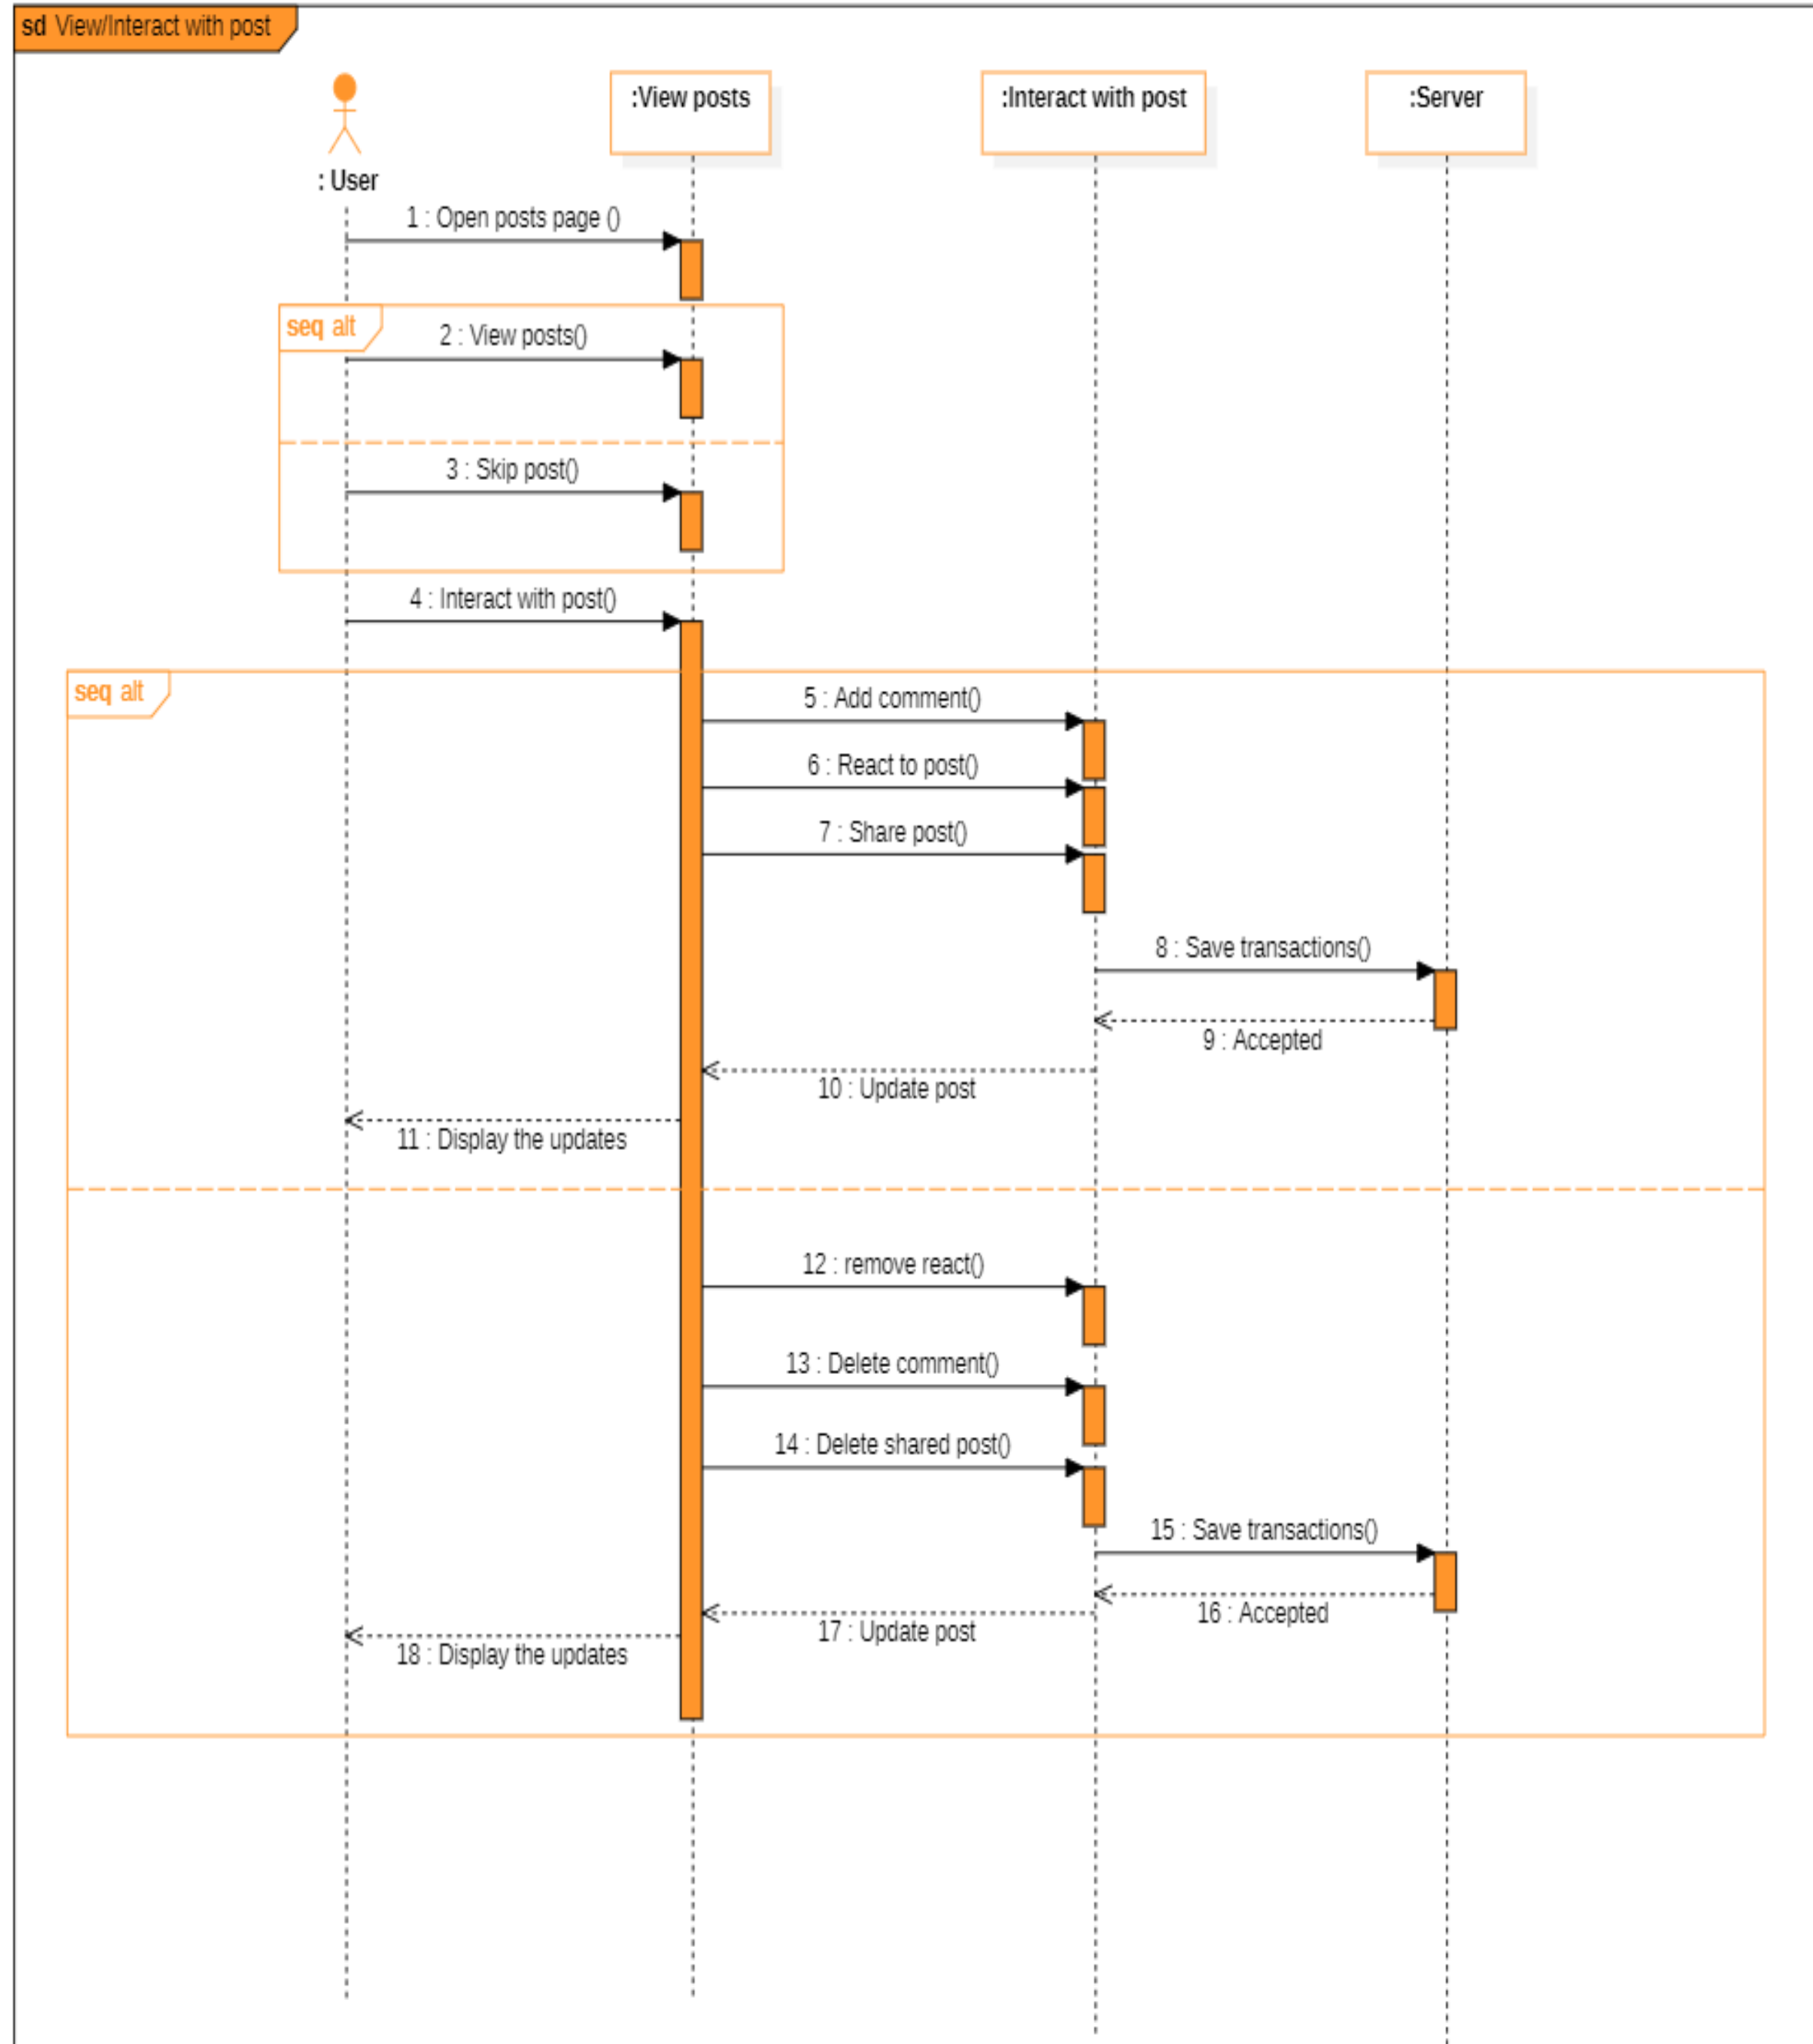 sd View/Interact with post
:View posts
:Interact with post
:Server
: User
1 : Open posts page ()
seq alt
2 : View posts()
3 : Skip post()
4 : Interact with post()
seq alt
5 : Add comment()
6 : React to post()
7 : Share post()
8 : Save transactions()
9 : Accepted
10 : Update post
11 : Display the updates
12 : remove react()
13 : Delete comment()
14 : Delete shared post()
15 : Save transactions()
16 : Accepted
17 : Update post
18 : Display the updates